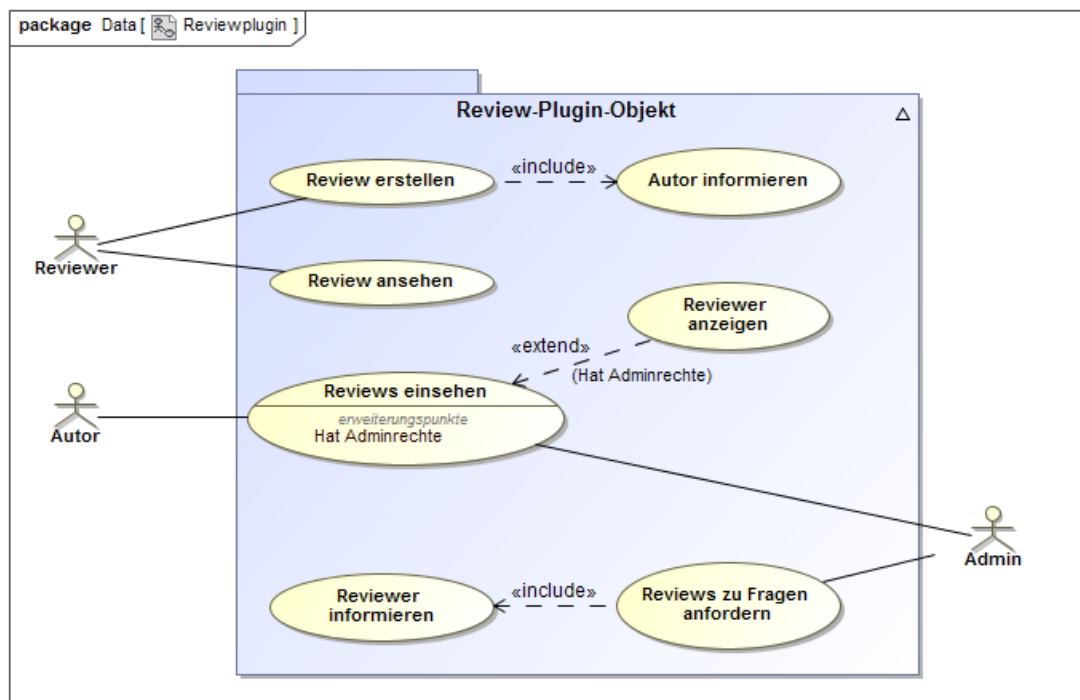 package Data [ Reviewplugin ]
Review-Plugin-Objekt
Review erstellen
«include»
Autor informieren
Reviewer
Review ansehen
Reviewer
anzeigen
«extend»
(Hat Adminrechte)
Reviews einsehen
erweiterungspunkte
Hat Adminrechte
Autor
Admin
Reviewer
informieren
«include»
Reviews zu Fragen
anfordern